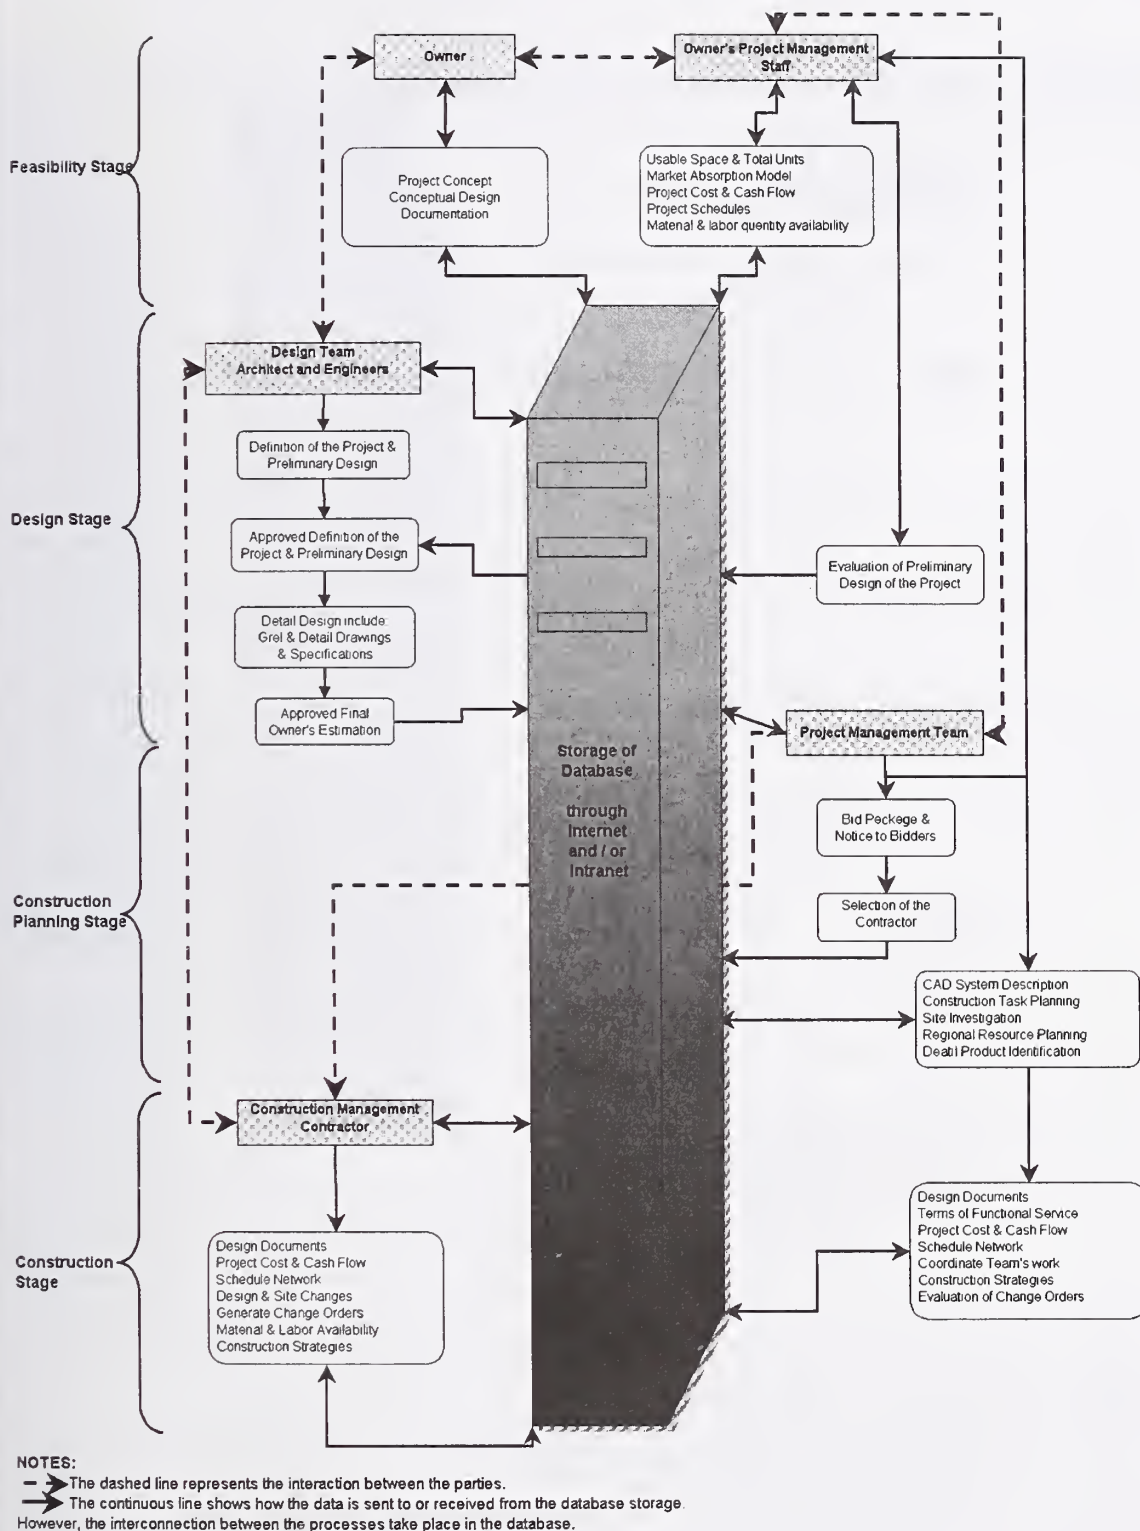 Owner
Owner's Project Management
Staff
Feasibility Stage
Project Concept
Conceptual Design
Documentation
Usable Space & Total Units
Market Absorption Model
Project Cost & Cash Flow
Project Schedules
Material & labor quantity availability
Design Team
Architect and Engineers
Definition of the Project &
Preliminary Design
Design Stage
Approved Definition of the
Project & Preliminary Design
Evaluation of Preliminary
Design of the Project
Detail Design include:
Grel & Detail Drawings
& Specifications
Approved Final
Owner's Estimation
Project Management Team
Storage of
Database
through
Internet
and / or
Intranet
Bid Peckege &
Notice to Bidders
Construction
Planning Stage
Selection of the
Contractor
CAD System Description
Construction Task Planning
Site Investigation
Regional Resource Planning
Deatil Product Identification
Construction Management
Contractor
Construction
Stage
Design Documents
Project Cost & Cash Flow
Schedule Network
Design & Site Changes
Generate Change Orders
Material & Labor Availability
Construction Strategies
Design Documents
Terms of Functional Service
Project Cost & Cash Flow
Schedule Network
Coordinate Team's work
Construction Strategies
Evaluation of Change Orders
NOTES:
The dashed line represents the interaction between the parties.
The continuous line shows how the data is sent to or received from the database storage.
However, the interconnection between the processes take place in the database.